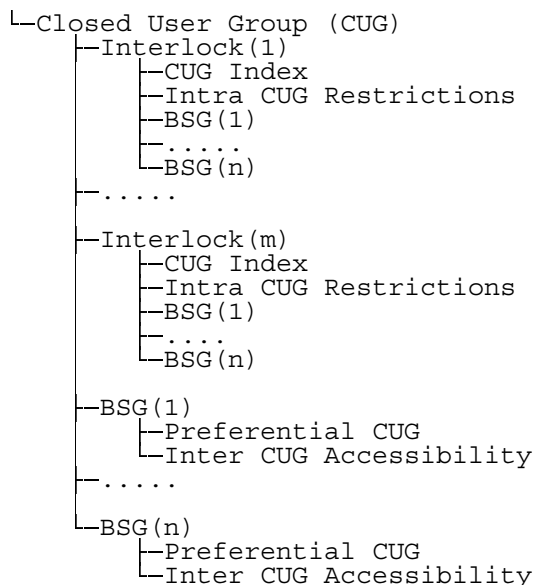 Closed User Group (CUG)
Interlock(1)
CUG Index
Intra CUG Restrictions
BSG(1)
.....
BSG(n)
.....
Interlock(m)
CUG Index
Intra CUG Restrictions
BSG(1)
....
BSG(n)
BSG(1)
Preferential CUG
Inter CUG Accessibility
.....
BSG(n)
Preferential CUG
Inter CUG Accessibility